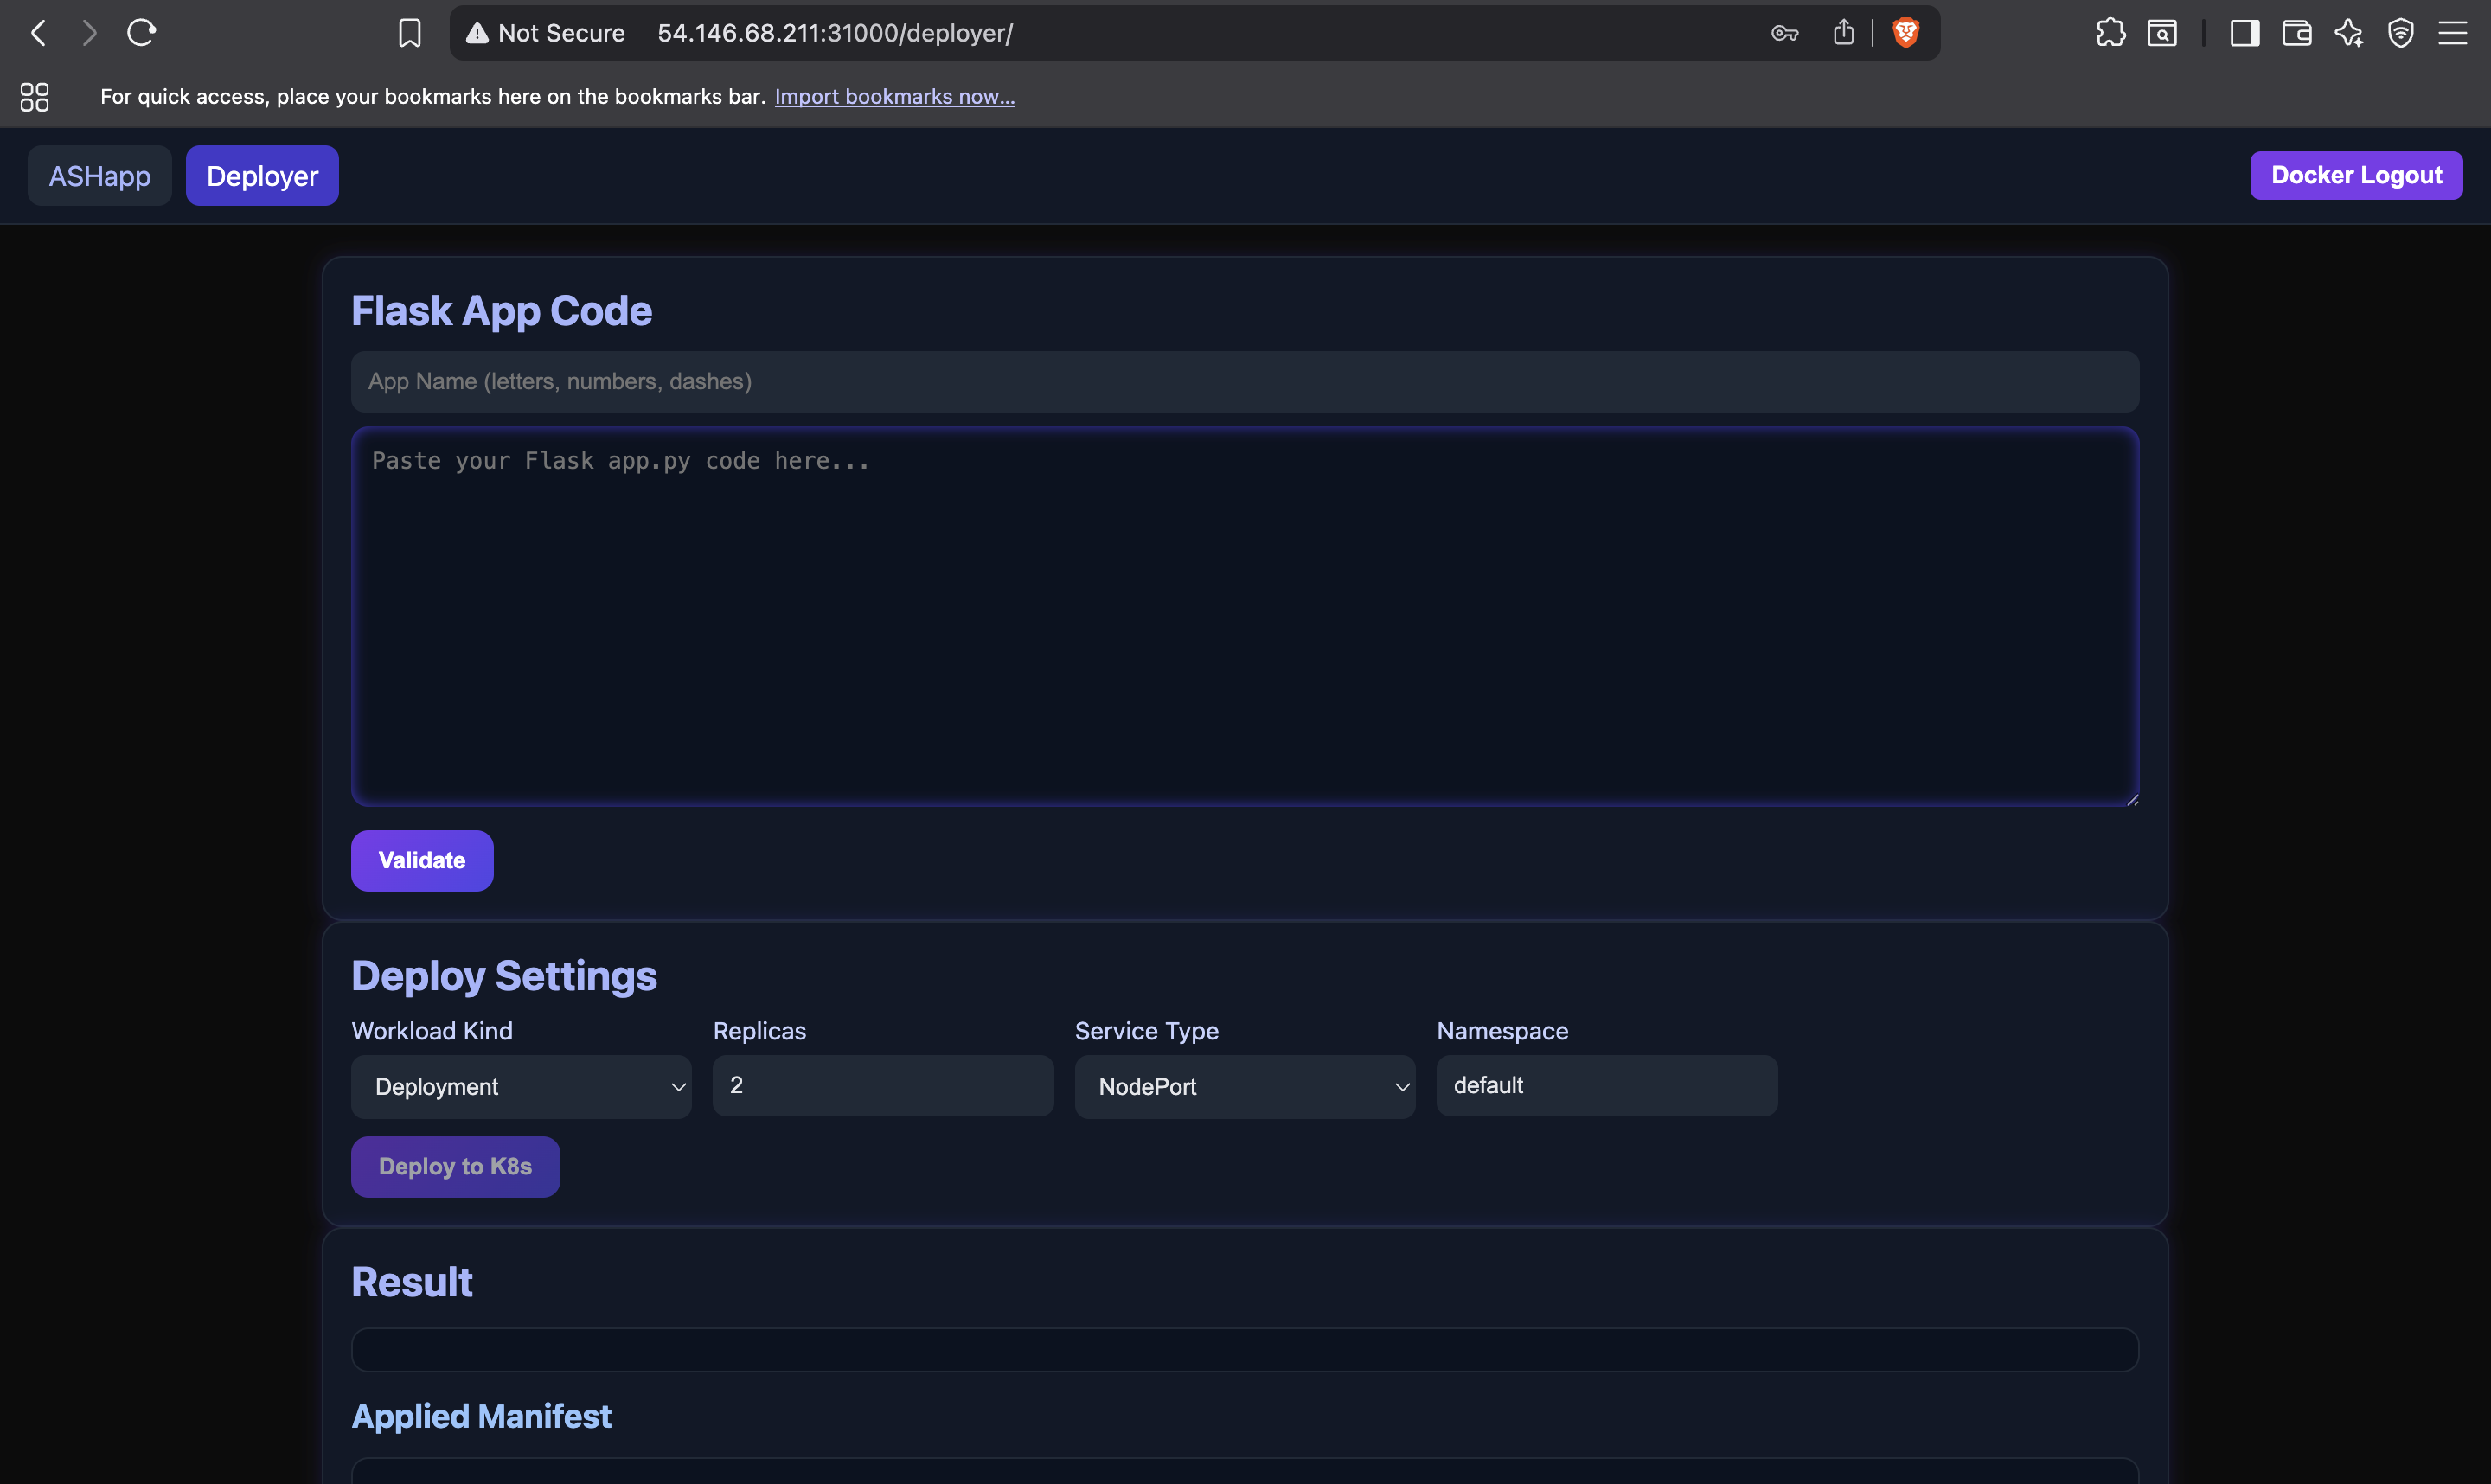 Not Secure 54.146.68.211:31000/deployer/
For quick access, place your bookmarks here on the bookmarks bar. Import bookmarks now...
ASHapp Deployer Docker Logout
Flask App Code
App Name (letters, numbers, dashes)
Paste your Flask app.py code here...
Validate
Deploy Settings
Workload Kind Replicas Service Type Namespace
Deployment 2 NodePort default
Deploy to K8s
Result
Applied Manifest